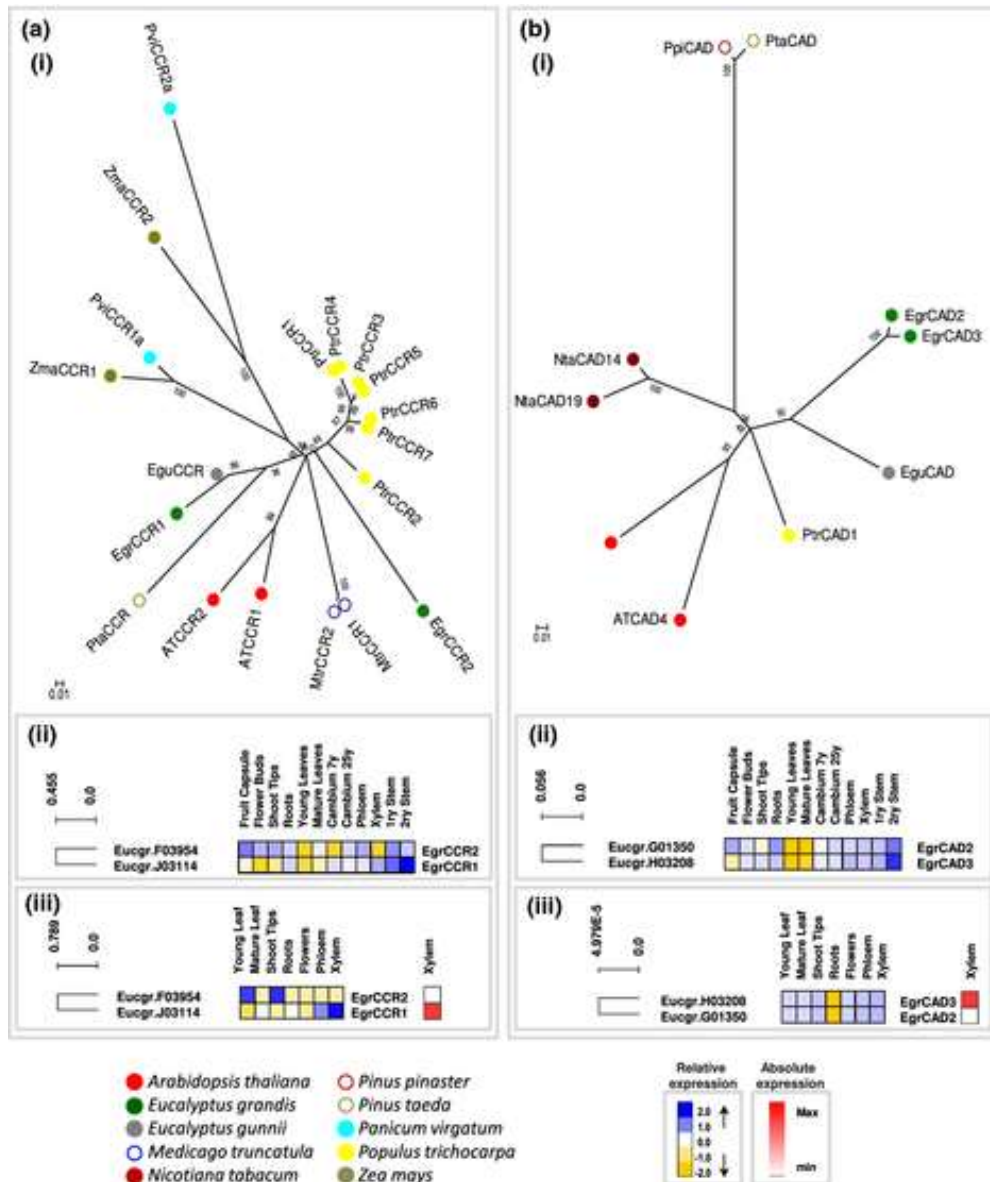 (a)
(i)
PviCCR2a
ZmaCCR2
PviCCR1a
ZmaCCR1
PtrCCR1
PtrCCR4
PtrCCR3
PtrCCR5
PtrCCR6
PtrCCR7
PtrCCR2
EguCCR
EgrCCR1
PtaCCR
ATCCR2
ATCCR1
MtrCCR2
MtrCCR1
EgrCCR2
0.01
(b)
(i)
PpiCAD
PtaCAD
EgrCAD2
EgrCAD3
NtaCAD14
NtaCAD19
EguCAD
PtrCAD1
ATCAD4
0.01
(ii)
0.455 0.0
Fruit Capsule
Flower Buds
Shoot Tips
Roots
Young Leaves
Mature Leaves
Cambium 7y
Cambium 25y
Phloem
Xylem
1ry Stem
2ry Stem
Eucgr.F03954 EgrCCR2
Eucgr.J03114 EgrCCR1
(ii)
0.056 0.0
Fruit Capsule
Flower Buds
Shoot Tips
Roots
Young Leaves
Mature Leaves
Cambium 7y
Cambium 25y
Phloem
Xylem
1ry Stem
2ry Stem
Eucgr.G01350 EgrCAD2
Eucgr.H03208 EgrCAD3
(iii)
0.789 0.0
Young Leaf
Mature Leaf
Shoot Tips
Roots
Flowers
Phloem
Xylem
Xylem
Eucgr.F03954 EgrCCR2
Eucgr.J03114 EgrCCR1
(iii)
4.979E-5 0.0
Young Leaf
Mature Leaf
Shoot Tips
Roots
Flowers
Phloem
Xylem
Xylem
Eucgr.H03208 EgrCAD3
Eucgr.G01350 EgrCAD2
Arabidopsis thaliana
Eucalyptus grandis
Eucalyptus gunnii
Medicago truncatula
Nicotiana tabacum
Pinus pinaster
Pinus taeda
Panicum virgatum
Populus trichocarpa
Zea mays
Relative expression
2.0
1.0
0.0
-1.0
-2.0
Absolute expression
Max
min